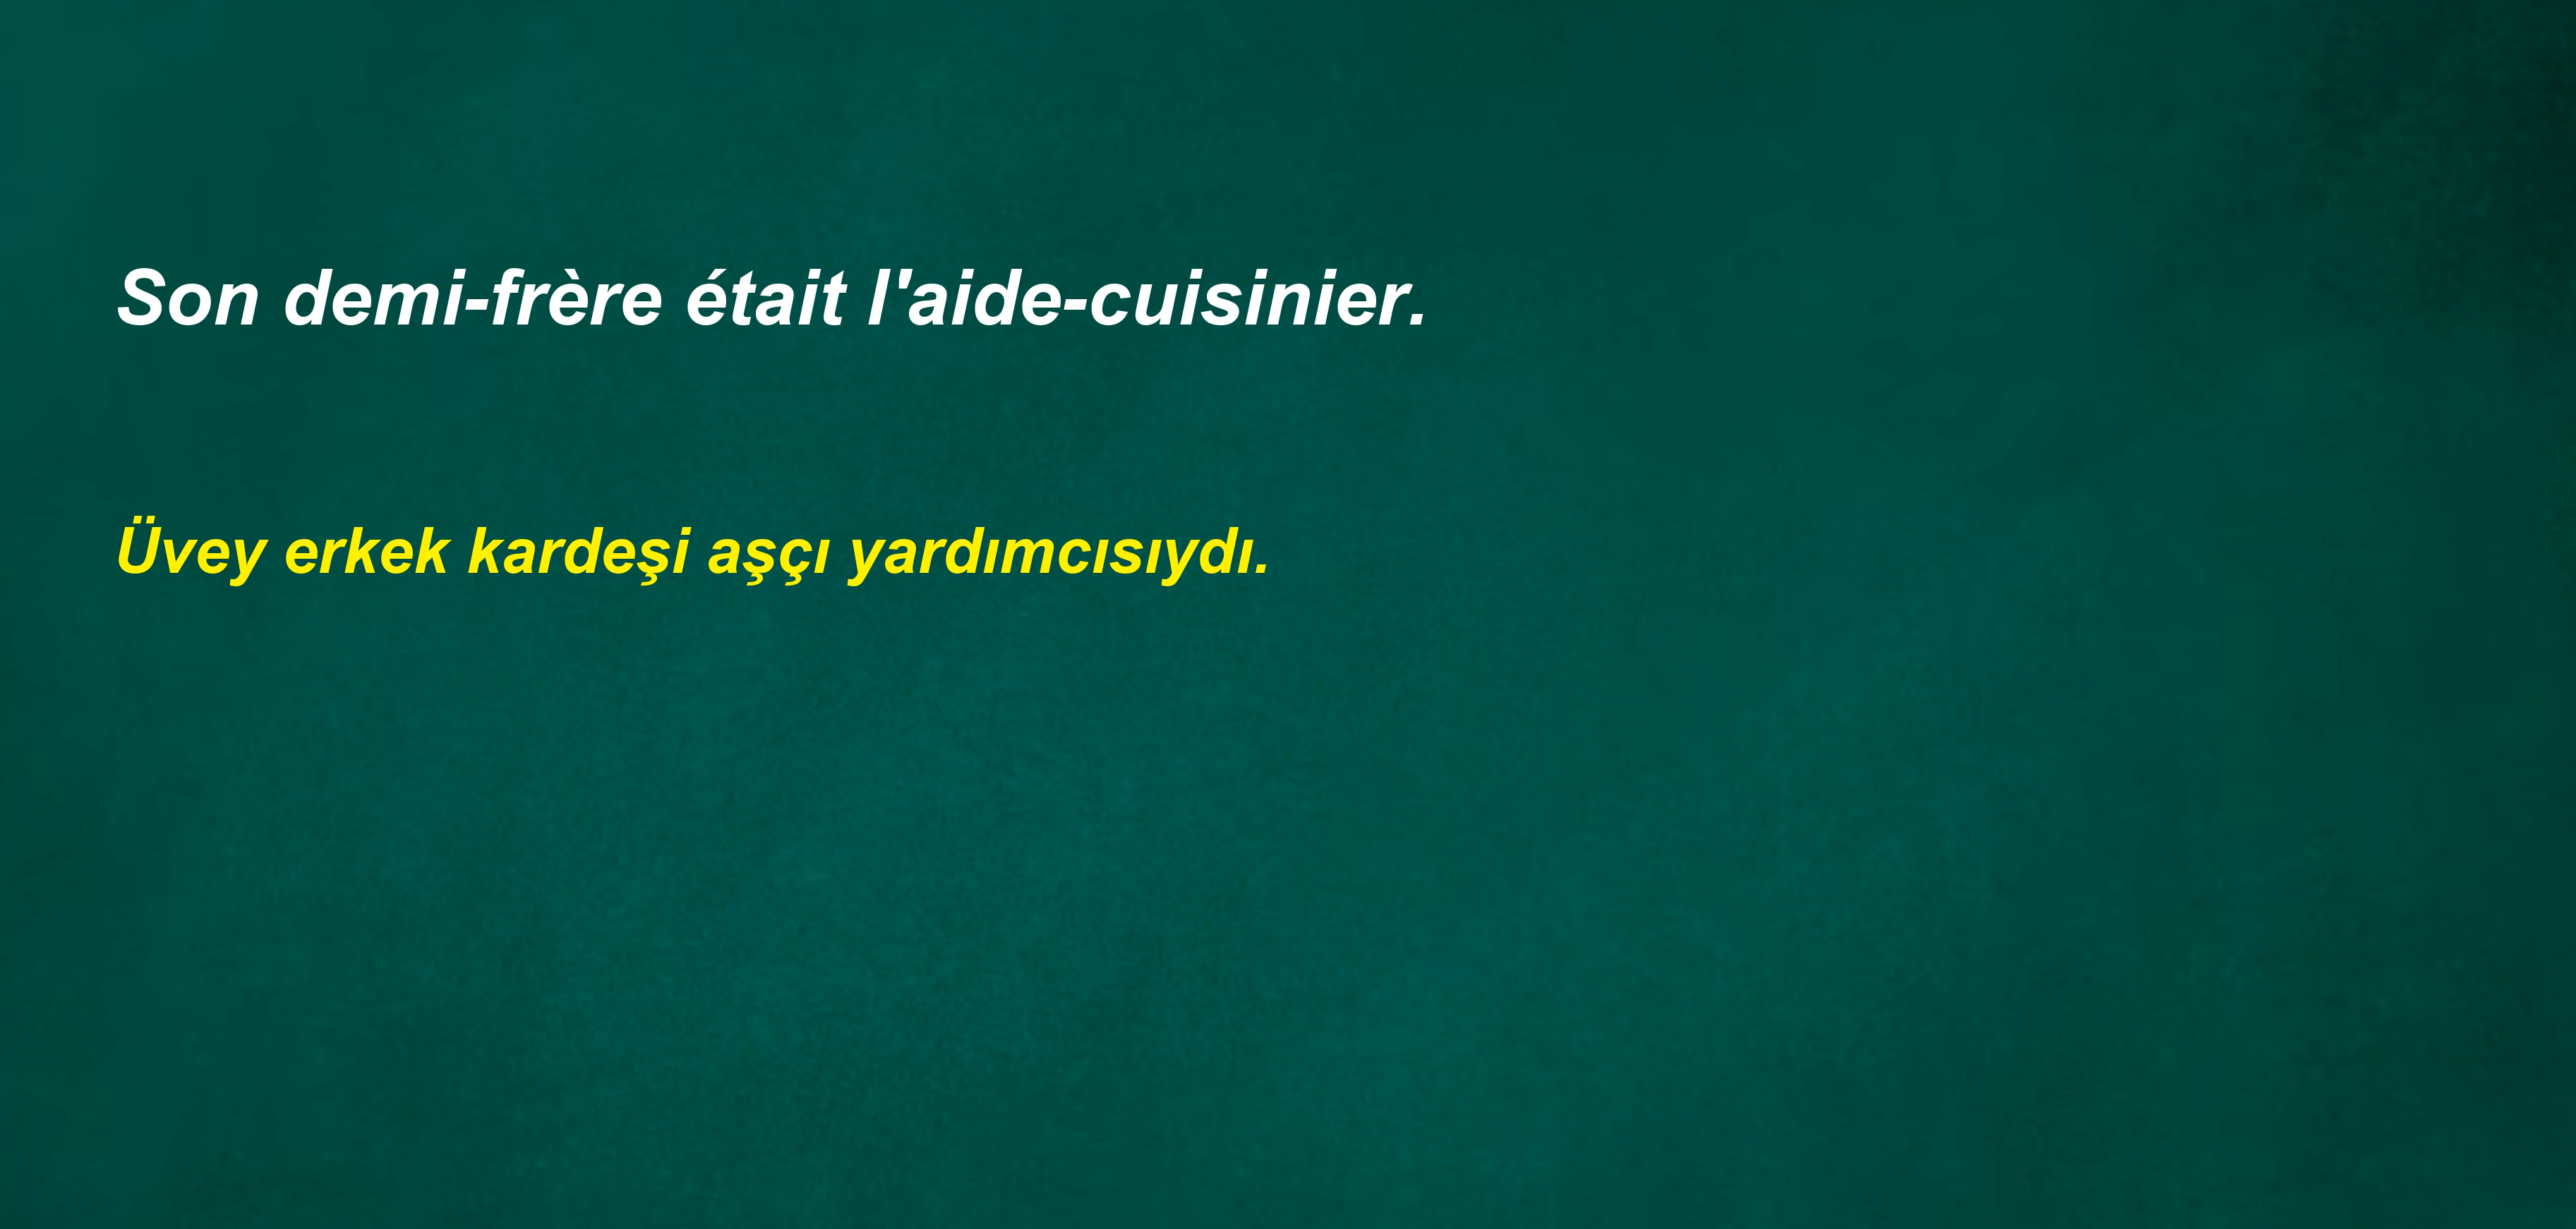 Son demi-frère était l'aide-cuisinier.
Üvey erkek kardeşi aşçı yardımcısıydı.